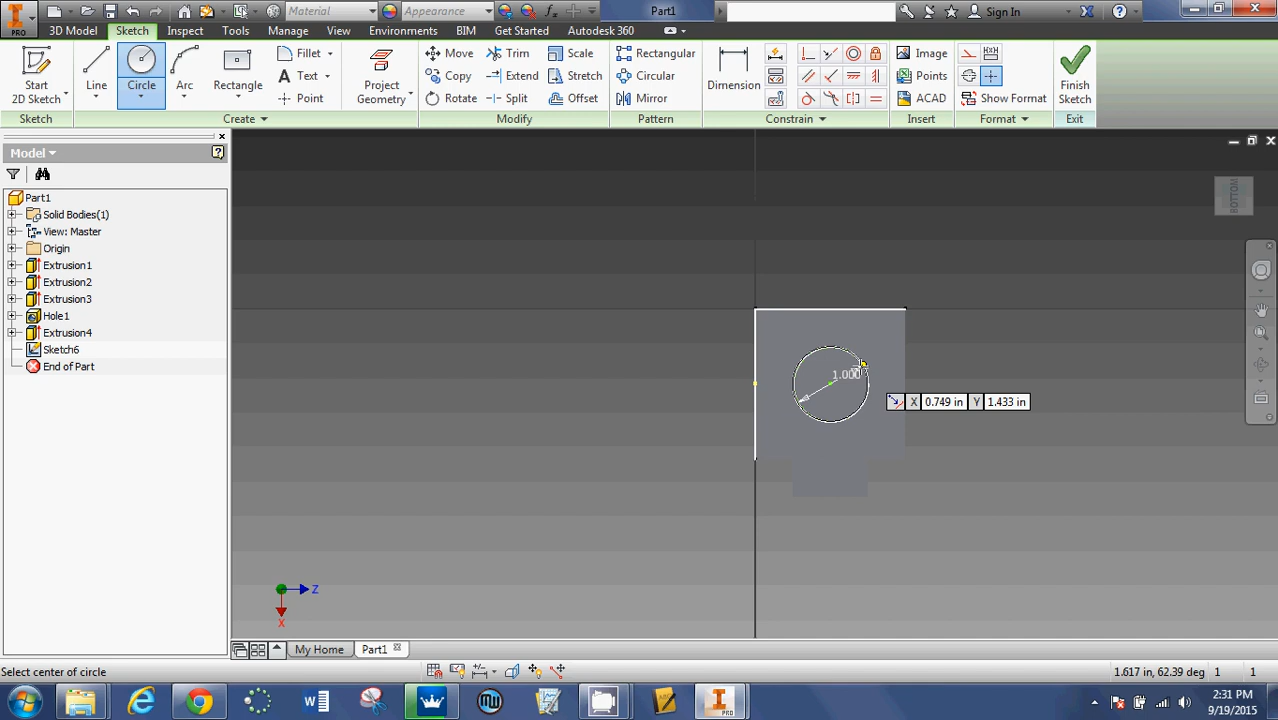 Material Appearance fx Part1 Sign In
PRO 3D Model Sketch Inspect Tools Manage View Environments BIM Get Started Autodesk 360
Start 2D Sketch Line Circle Arc Rectangle Fillet Text Point Project Geometry Move Copy Rotate Trim Extend Split Scale Stretch Offset Rectangular Circular Mirror Dimension Image Points ACAD Show Format Finish Sketch
Sketch Create Modify Pattern Constrain Insert Format Exit
Model
Part1
Solid Bodies(1)
View: Master
Origin
Extrusion1
Extrusion2
Extrusion3
Hole1
Extrusion4
Sketch6
End of Part
BOTTOM
1.000
X 0.749 in Y 1.433 in
Z
X
My Home Part1
Select center of circle 1.617 in, 62.39 deg 1 1
2:31 PM
9/19/2015